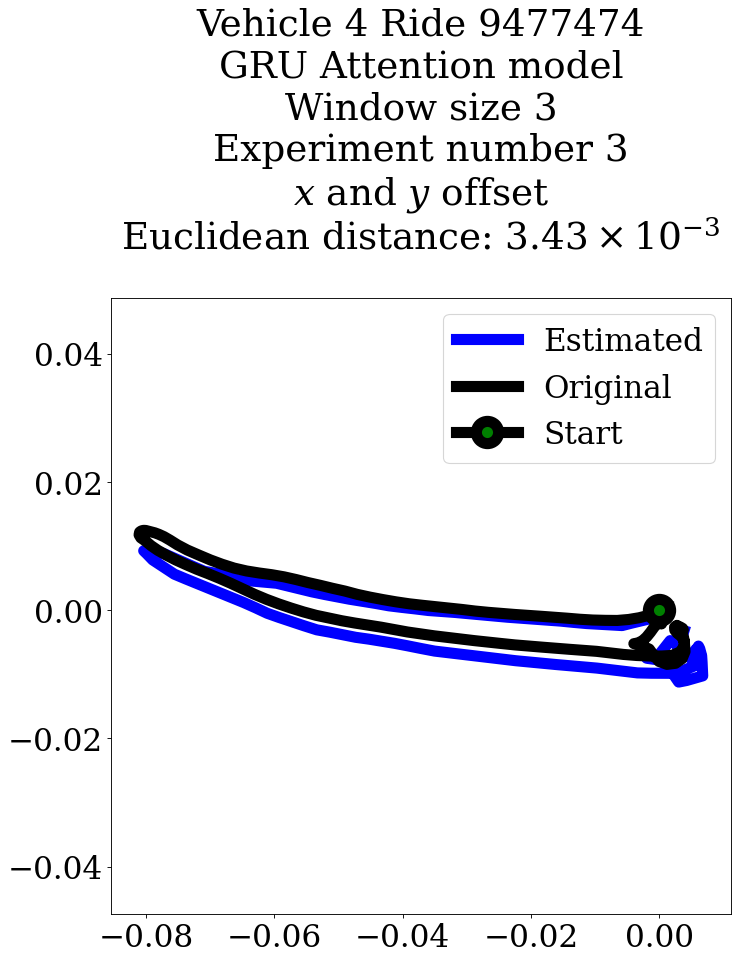 Vehicle 4 Ride 9477474
GRU Attention model
Window size 3
Experiment number 3
x and y offset
Euclidean distance: 3.43 × 10⁻³
Estimated
Original
Start
0.04
0.02
0.00
−0.02
−0.04
−0.08 −0.06 −0.04 −0.02 0.00